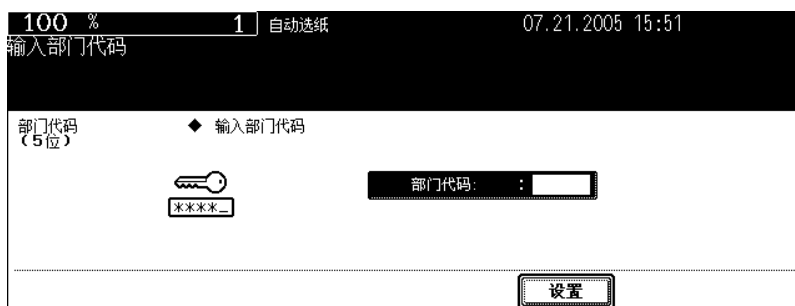 100 % 1 自动选纸 07.21.2005 15:51
输入部门代码
部门代码 ◆ 输入部门代码
(5位)
部门代码: :
****_
设置